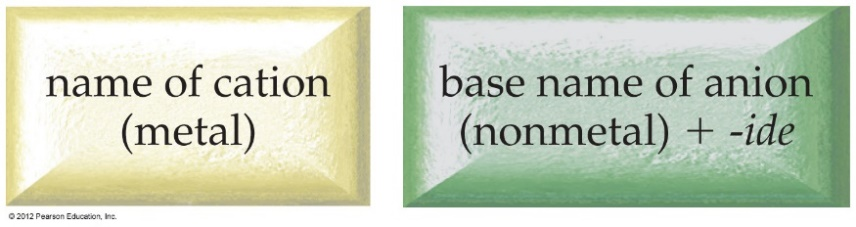 name of cation
(metal)
base name of anion
(nonmetal) + -ide
© 2012 Pearson Education, Inc.